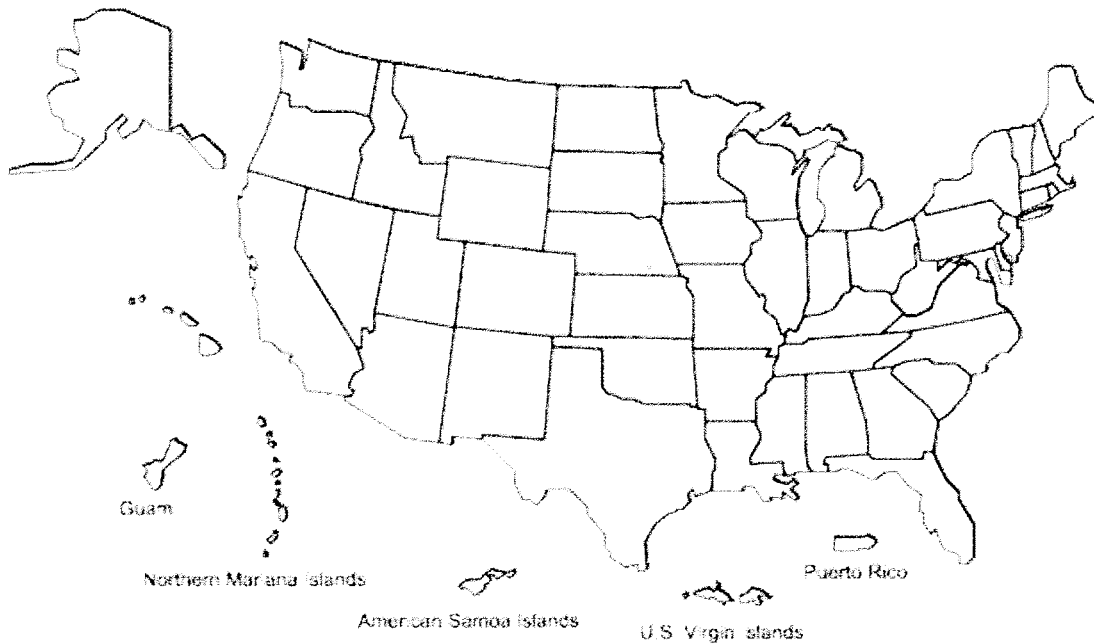 Guam
Northern Mariana Islands
American Samoa Islands
U.S. Virgin Islands
Puerto Rico